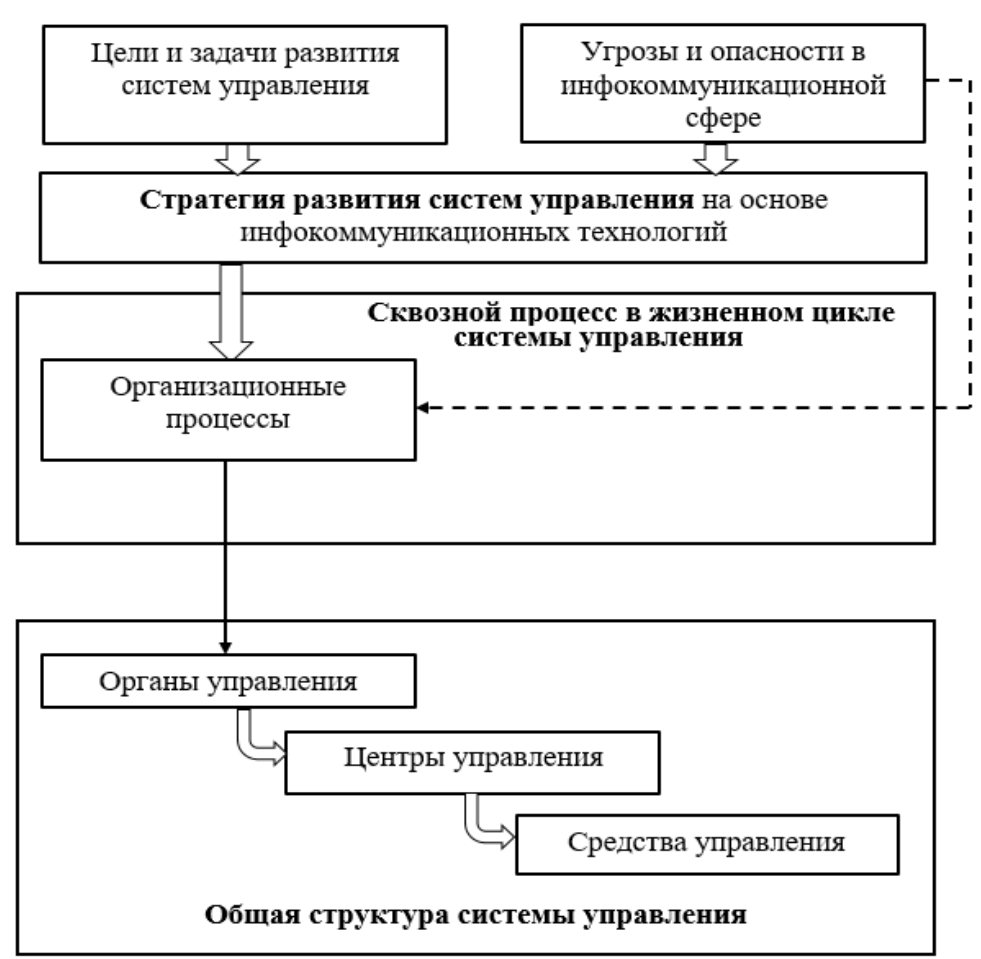 Цели и задачи развития
систем управления
Угрозы и опасности в
инфокоммуникационной
сфере
Стратегия развития систем управления на основе
инфокоммуникационных технологий
Сквозной процесс в жизненном цикле
системы управления
Организационные
процессы
Органы управления
Центры управления
Средства управления
Общая структура системы управления